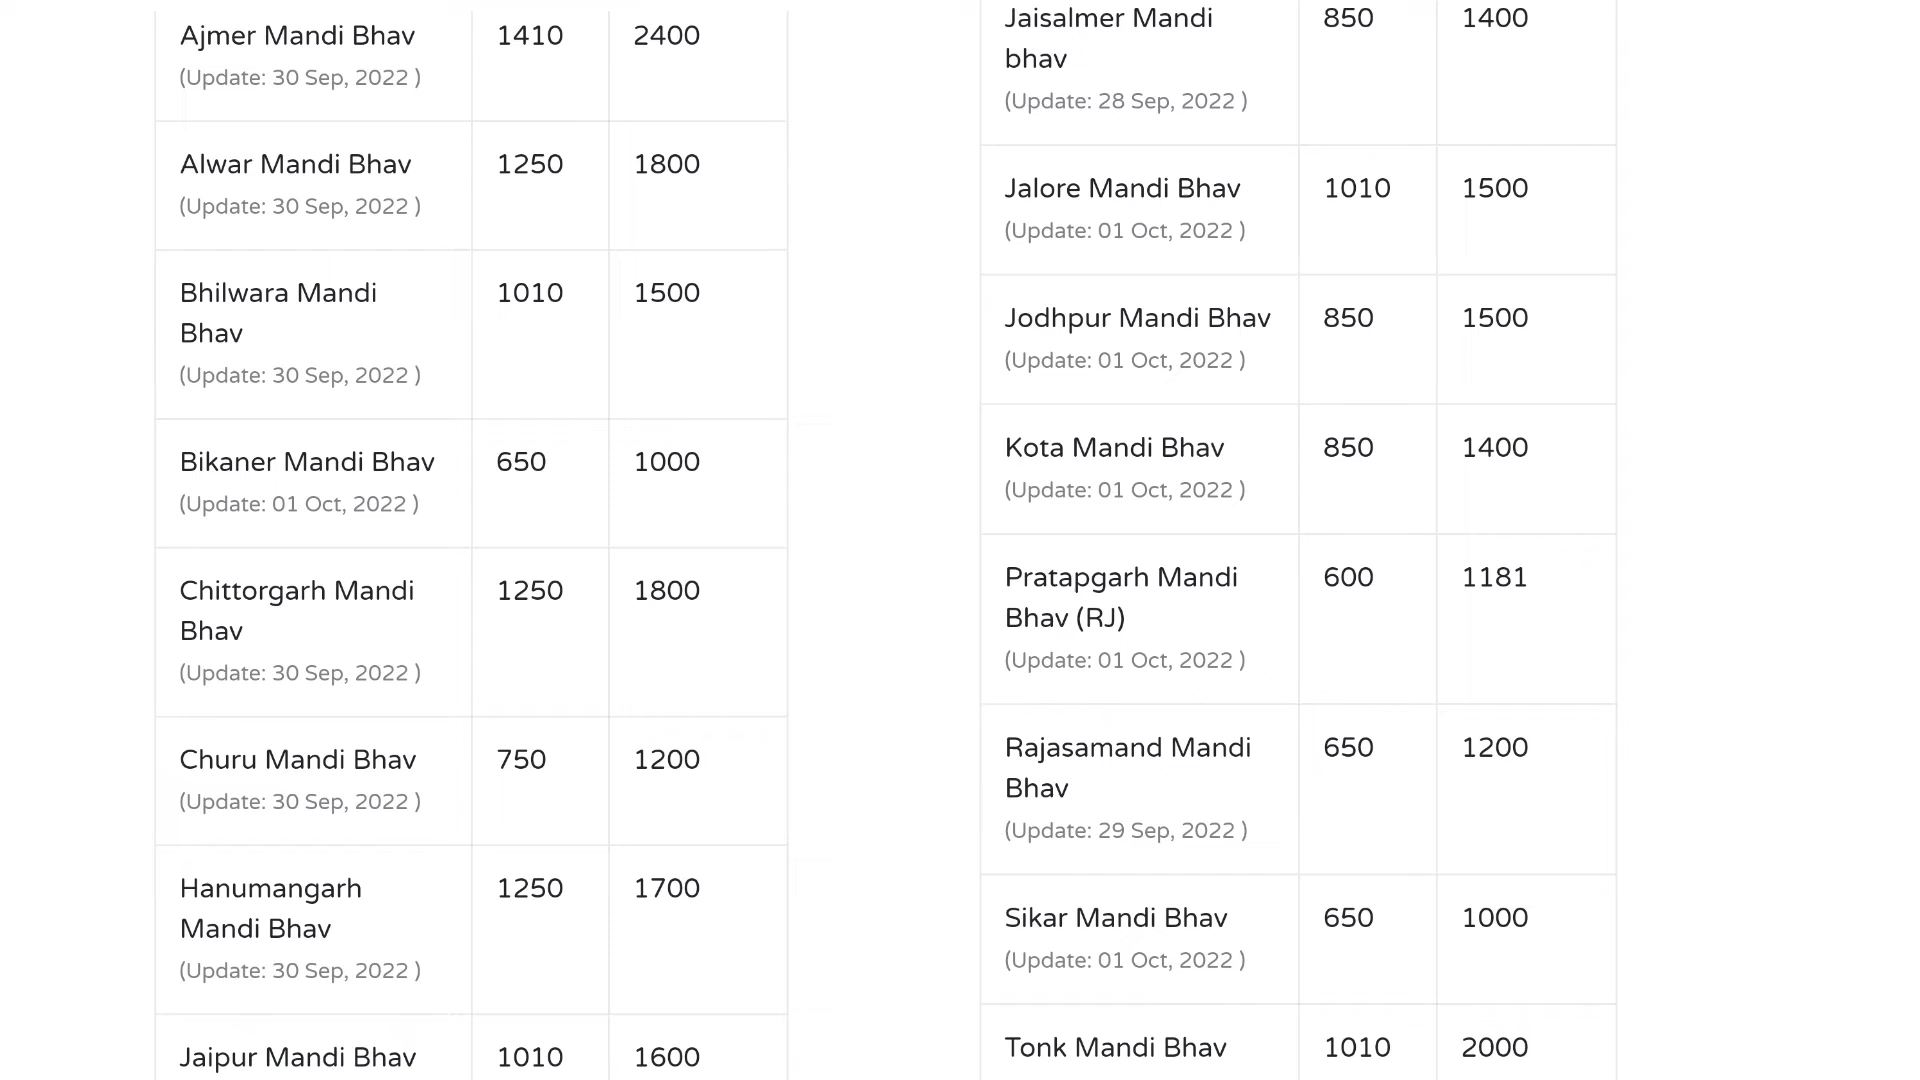 Ajmer Mandi Bhav 1410 2400
(Update: 30 Sep, 2022 )
Alwar Mandi Bhav 1250 1800
(Update: 30 Sep, 2022 )
Bhilwara Mandi 1010 1500
Bhav
(Update: 30 Sep, 2022 )
Bikaner Mandi Bhav 650 1000
(Update: 01 Oct, 2022 )
Chittorgarh Mandi 1250 1800
Bhav
(Update: 30 Sep, 2022 )
Churu Mandi Bhav 750 1200
(Update: 30 Sep, 2022 )
Hanumangarh 1250 1700
Mandi Bhav
(Update: 30 Sep, 2022 )
Jaipur Mandi Bhav 1010 1600
Jaisalmer Mandi 850 1400
bhav
(Update: 28 Sep, 2022 )
Jalore Mandi Bhav 1010 1500
(Update: 01 Oct, 2022 )
Jodhpur Mandi Bhav 850 1500
(Update: 01 Oct, 2022 )
Kota Mandi Bhav 850 1400
(Update: 01 Oct, 2022 )
Pratapgarh Mandi 600 1181
Bhav (RJ)
(Update: 01 Oct, 2022 )
Rajasamand Mandi 650 1200
Bhav
(Update: 29 Sep, 2022 )
Sikar Mandi Bhav 650 1000
(Update: 01 Oct, 2022 )
Tonk Mandi Bhav 1010 2000